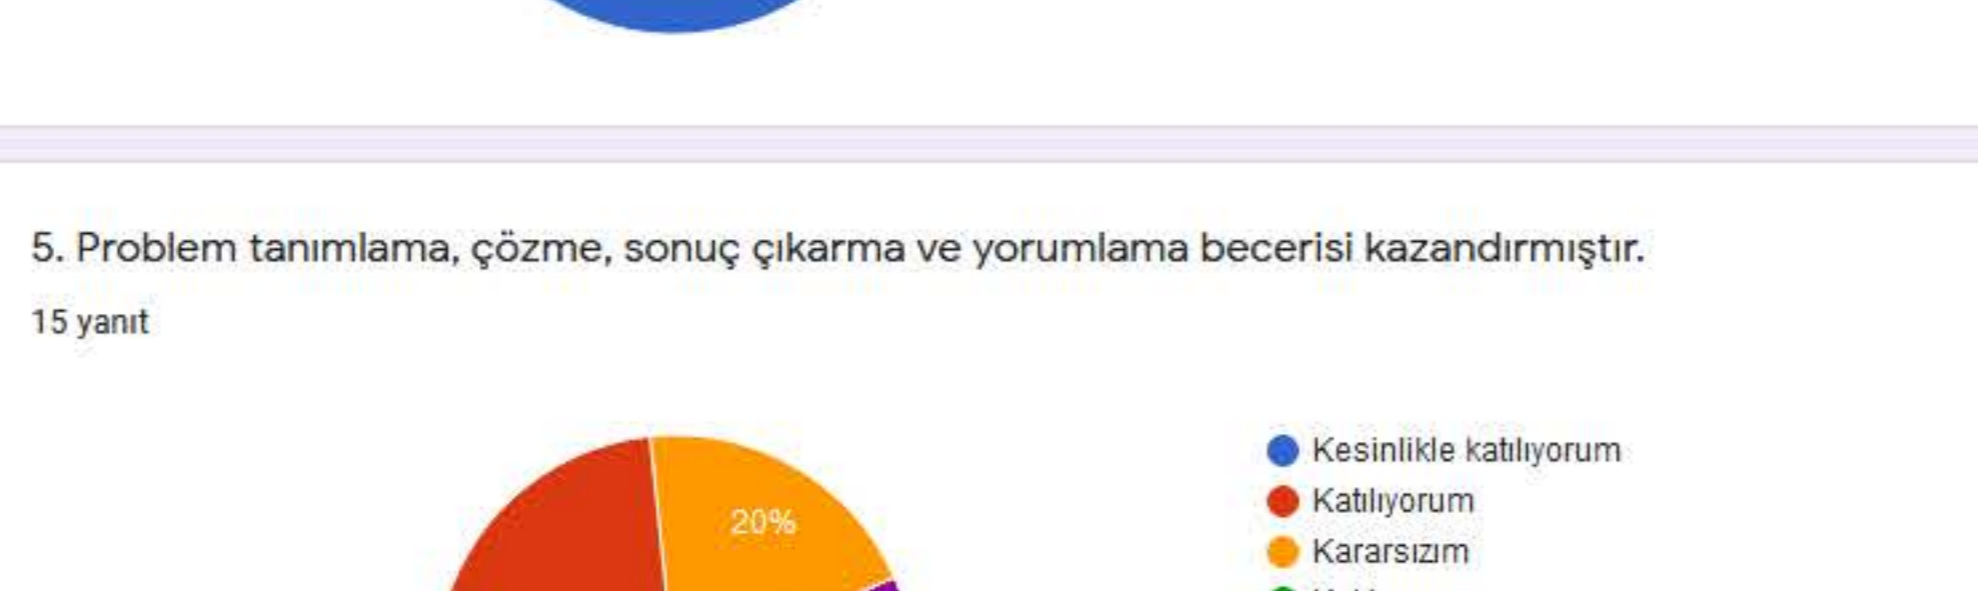 5. Problem tanımlama, çözme, sonuç çıkarma ve yorumlama becerisi kazandırmıştır.
15 yanıt
20%
Kesinlikle katılıyorum
Katılıyorum
Kararsızım